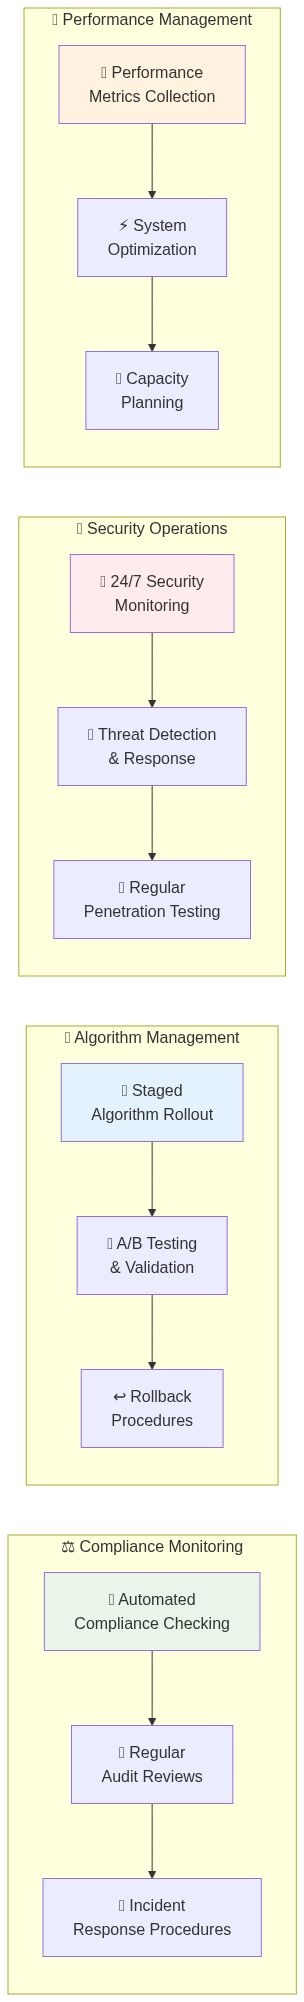 ▯ Performance Management
▯ Performance
Metrics Collection
⚡ System
Optimization
▯ Capacity
Planning
▯ Security Operations
▯ 24/7 Security
Monitoring
▯ Threat Detection
& Response
▯ Regular
Penetration Testing
▯ Algorithm Management
▯ Staged
Algorithm Rollout
▯ A/B Testing
& Validation
↩ Rollback
Procedures
⚖ Compliance Monitoring
▯ Automated
Compliance Checking
▯ Regular
Audit Reviews
▯ Incident
Response Procedures